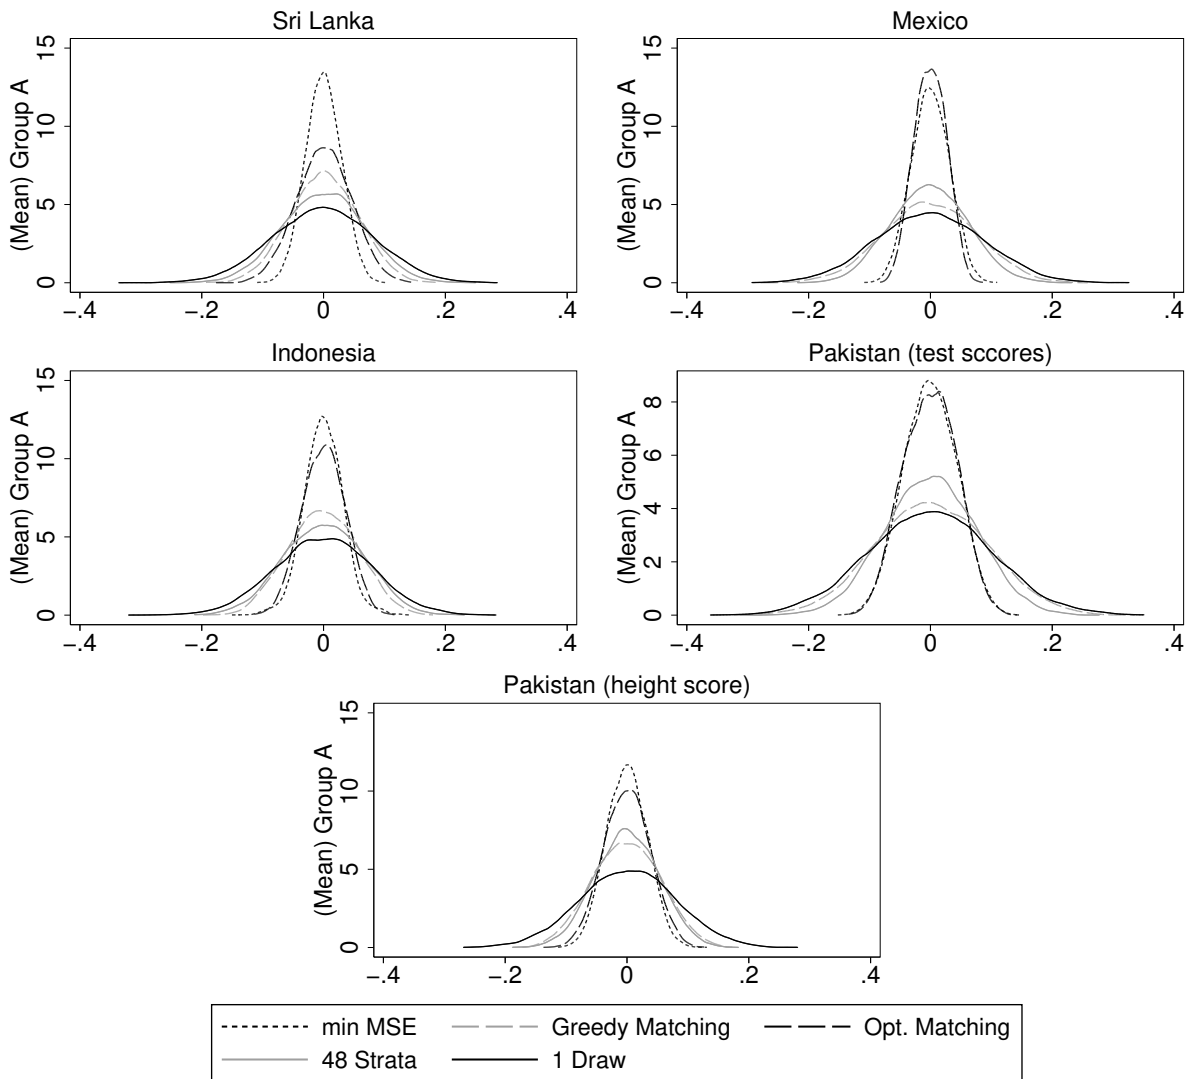 Sri Lanka
(Mean) Group A
15
10
5
0
−.4 −.2 0 .2 .4
Mexico
(Mean) Group A
15
10
5
0
−.4 −.2 0 .2 .4
Indonesia
(Mean) Group A
15
10
5
0
−.4 −.2 0 .2 .4
Pakistan (test sccores)
(Mean) Group A
8
6
4
2
0
−.4 −.2 0 .2 .4
Pakistan (height score)
(Mean) Group A
15
10
5
0
−.4 −.2 0 .2 .4
min MSE Greedy Matching Opt. Matching
48 Strata 1 Draw